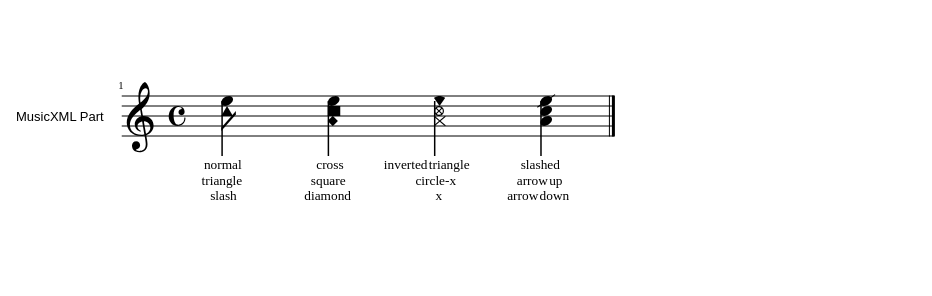 1
MusicXML Part
normal cross inverted triangle slashed
triangle square circle-x arrow up
slash diamond x arrow down